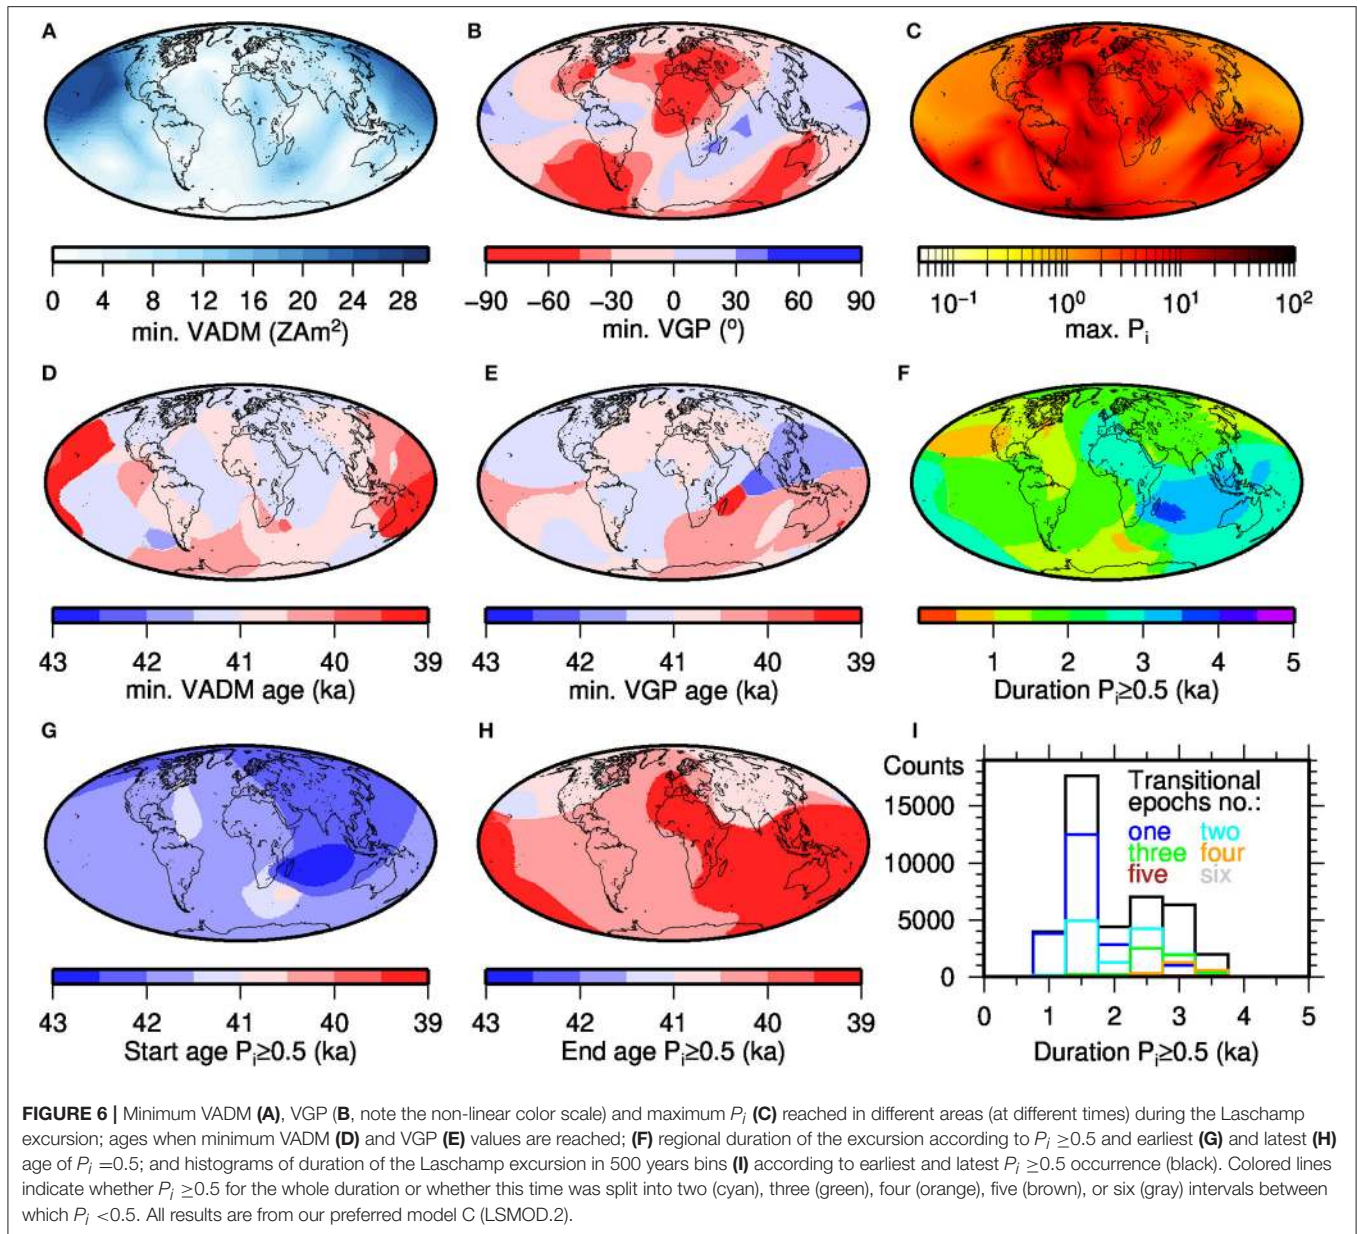 A
B
C
0 4 8 12 16 20 24 28
min. VADM (ZAm²)
−90 −60 −30 0 30 60 90
min. VGP (º)
10⁻¹ 10⁰ 10¹ 10²
max. Pᵢ
D
E
F
43 42 41 40 39
min. VADM age (ka)
43 42 41 40 39
min. VGP age (ka)
1 2 3 4 5
Duration Pᵢ≥0.5 (ka)
G
H
I
43 42 41 40 39
Start age Pᵢ≥0.5 (ka)
43 42 41 40 39
End age Pᵢ≥0.5 (ka)
Counts
15000
10000
5000
0
Transitional
epochs no.:
one two
three four
five six
0 1 2 3 4 5
Duration Pᵢ≥0.5 (ka)
FIGURE 6 | Minimum VADM (A), VGP (B, note the non-linear color scale) and maximum Pᵢ (C) reached in different areas (at different times) during the Laschamp
excursion; ages when minimum VADM (D) and VGP (E) values are reached; (F) regional duration of the excursion according to Pᵢ ≥0.5 and earliest (G) and latest (H)
age of Pᵢ =0.5; and histograms of duration of the Laschamp excursion in 500 years bins (I) according to earliest and latest Pᵢ ≥0.5 occurrence (black). Colored lines
indicate whether Pᵢ ≥0.5 for the whole duration or whether this time was split into two (cyan), three (green), four (orange), five (brown), or six (gray) intervals between
which Pᵢ <0.5. All results are from our preferred model C (LSMOD.2).